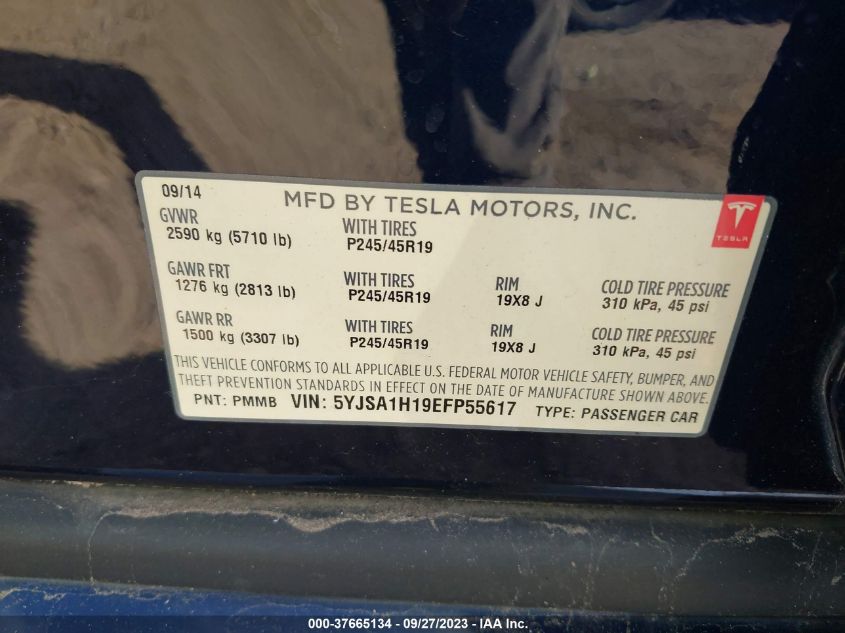 09/14
MFD BY TESLA MOTORS, INC.
TESLA
GVWR
2590 kg (5710 lb)
WITH TIRES
P245/45R19
GAWR FRT
1276 kg (2813 lb)
WITH TIRES
P245/45R19
RIM
19X8 J
COLD TIRE PRESSURE
310 kPa, 45 psi
GAWR RR
1500 kg (3307 lb)
WITH TIRES
P245/45R19
RIM
19X8 J
COLD TIRE PRESSURE
310 kPa, 45 psi
THIS VEHICLE CONFORMS TO ALL APPLICABLE U.S. FEDERAL MOTOR VEHICLE SAFETY, BUMPER, AND
THEFT PREVENTION STANDARDS IN EFFECT ON THE DATE OF MANUFACTURE SHOWN ABOVE.
PNT: PMMB VIN: 5YJSA1H19EFP55617 TYPE: PASSENGER CAR
000-37665134 - 09/27/2023 - IAA Inc.